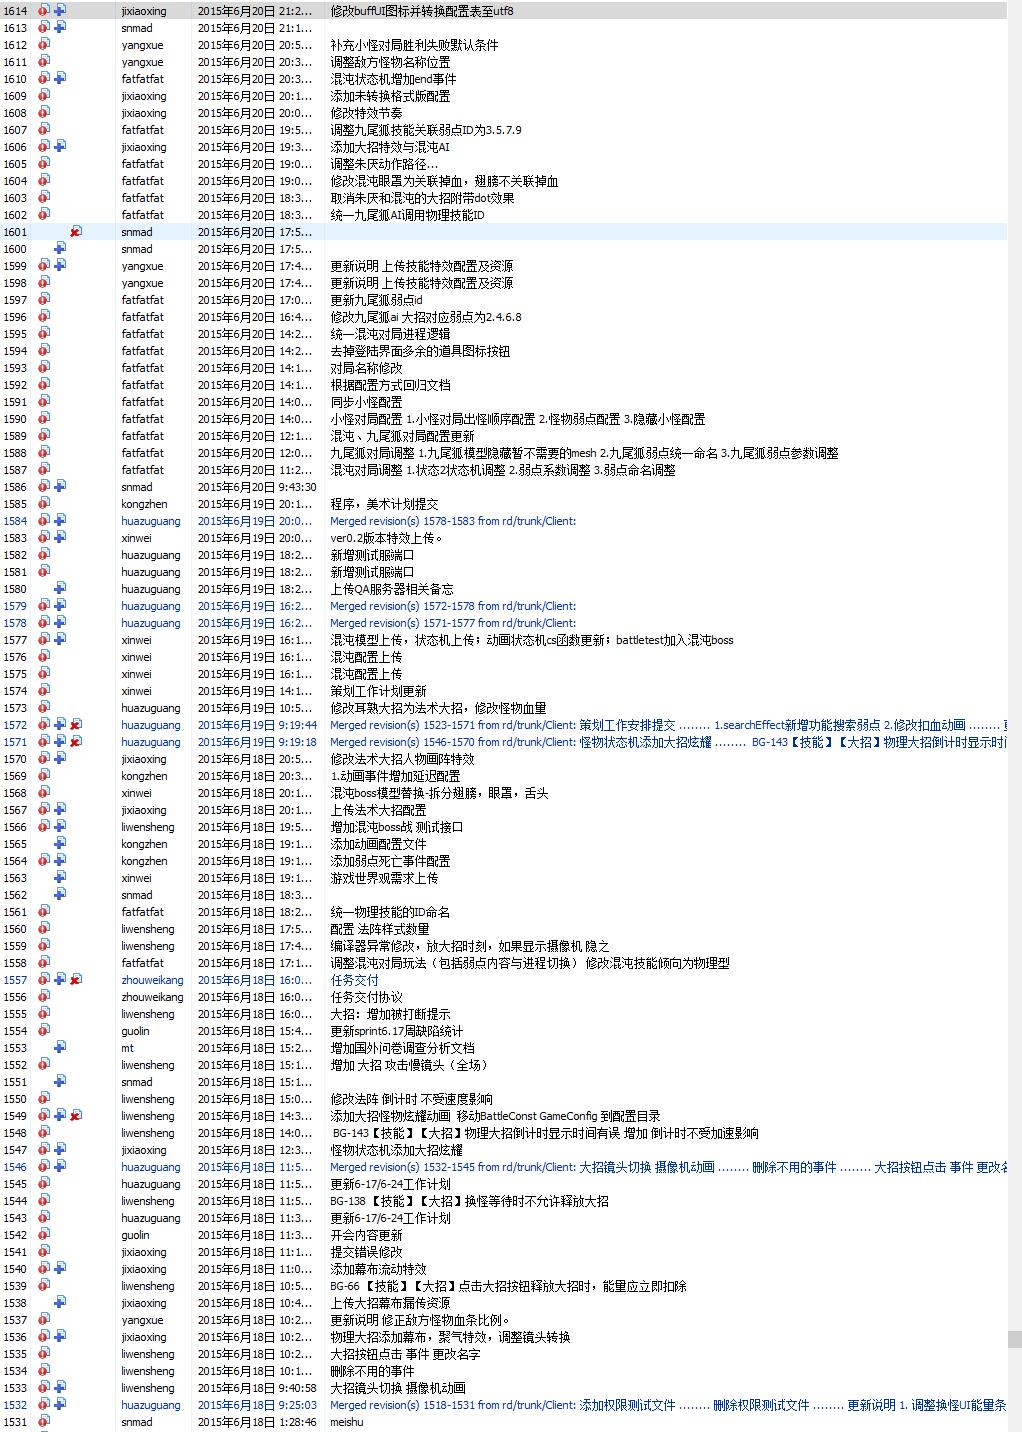 1614 jixiaoxing 2015年6月20日 21:2... 修改buffUI图标并转换配置表至utf8
1613 snmad 2015年6月20日 21:1...
1612 yangxue 2015年6月20日 20:5... 补充小怪对局胜利失败默认条件
1611 yangxue 2015年6月20日 20:3... 调整敌方怪物名称位置
1610 fatfatfat 2015年6月20日 20:3... 混沌状态机增加end事件
1609 jixiaoxing 2015年6月20日 20:1... 添加未转换格式版配置
1608 jixiaoxing 2015年6月20日 20:0... 修改特效节奏
1607 fatfatfat 2015年6月20日 19:5... 调整九尾狐技能关联弱点ID为3.5.7.9
1606 jixiaoxing 2015年6月20日 19:3... 添加大招特效与混沌AI
1605 fatfatfat 2015年6月20日 19:0... 调整朱厌动作路径...
1604 fatfatfat 2015年6月20日 19:0... 修改混沌眼罩为关联掉血，翅膀不关联掉血
1603 fatfatfat 2015年6月20日 18:3... 取消朱厌和混沌的大招附带dot效果
1602 fatfatfat 2015年6月20日 18:3... 统一九尾狐AI调用物理技能ID
1601 snmad 2015年6月20日 17:5...
1600 snmad 2015年6月20日 17:5...
1599 yangxue 2015年6月20日 17:4... 更新说明 上传技能特效配置及资源
1598 yangxue 2015年6月20日 17:4... 更新说明 上传技能特效配置及资源
1597 fatfatfat 2015年6月20日 17:0... 更新九尾狐弱点id
1596 fatfatfat 2015年6月20日 16:4... 修改九尾狐ai 大招对应弱点为2.4.6.8
1595 fatfatfat 2015年6月20日 14:2... 统一混沌对局进程逻辑
1594 fatfatfat 2015年6月20日 14:2... 去掉登陆界面多余的道具图标按钮
1593 fatfatfat 2015年6月20日 14:1... 对局名称修改
1592 fatfatfat 2015年6月20日 14:1... 根据配置方式回归文档
1591 fatfatfat 2015年6月20日 14:0... 同步小怪配置
1590 fatfatfat 2015年6月20日 14:0... 小怪对局配置 1.小怪对局出怪顺序配置 2.怪物弱点配置 3.隐藏小怪配置
1589 fatfatfat 2015年6月20日 12:1... 混沌、九尾狐对局配置更新
1588 fatfatfat 2015年6月20日 12:0... 九尾狐对局调整 1.九尾狐模型隐藏暂不需要的mesh 2.九尾狐弱点统一命名 3.九尾狐弱点参数调整
1587 fatfatfat 2015年6月20日 11:2... 混沌对局调整 1.状态2状态机调整 2.弱点系数调整 3.弱点命名调整
1586 snmad 2015年6月20日 9:43:30
1585 kongzhen 2015年6月19日 20:1... 程序，美术计划提交
1584 huazuguang 2015年6月19日 20:0... Merged revision(s) 1578-1583 from rd/trunk/Client:
1583 xinwei 2015年6月19日 20:0... ver0.2版本特效上传。
1582 huazuguang 2015年6月19日 18:2... 新增测试服端口
1581 huazuguang 2015年6月19日 18:2... 新增测试服端口
1580 huazuguang 2015年6月19日 18:2... 上传QA服务器相关备忘
1579 huazuguang 2015年6月19日 16:2... Merged revision(s) 1572-1578 from rd/trunk/Client:
1578 huazuguang 2015年6月19日 16:2... Merged revision(s) 1571-1577 from rd/trunk/Client:
1577 xinwei 2015年6月19日 16:1... 混沌模型上传，状态机上传；动画状态机cs函数更新；battletest加入混沌boss
1576 xinwei 2015年6月19日 16:1... 混沌配置上传
1575 xinwei 2015年6月19日 16:1... 混沌配置上传
1574 xinwei 2015年6月19日 14:1... 策划工作计划更新
1573 huazuguang 2015年6月19日 10:5... 修改耳熟大招为法术大招，修改怪物血量
1572 huazuguang 2015年6月19日 9:19:44 Merged revision(s) 1523-1571 from rd/trunk/Client: 策划工作安排提交 ........ 1.searchEffect新增功能搜索弱点 2.修改扣血动画 ........
1571 huazuguang 2015年6月19日 9:19:18 Merged revision(s) 1546-1570 from rd/trunk/Client: 怪物状态机添加大招炫耀 ........ BG-143【技能】【大招】物理大招倒计时显示时
1570 jixiaoxing 2015年6月18日 20:5... 修改法术大招人物画阵特效
1569 kongzhen 2015年6月18日 20:3... 1.动画事件增加延迟配置
1568 xinwei 2015年6月18日 20:1... 混沌boss模型替换-拆分翅膀，眼罩，舌头
1567 jixiaoxing 2015年6月18日 20:1... 上传法术大招配置
1566 liwensheng 2015年6月18日 19:5... 增加混沌boss战 测试接口
1565 kongzhen 2015年6月18日 19:1... 添加动画配置文件
1564 kongzhen 2015年6月18日 19:1... 添加弱点死亡事件配置
1563 xinwei 2015年6月18日 19:1... 游戏世界观需求上传
1562 snmad 2015年6月18日 18:3...
1561 fatfatfat 2015年6月18日 18:2... 统一物理技能的ID命名
1560 liwensheng 2015年6月18日 17:5... 配置 法阵样式数量
1559 liwensheng 2015年6月18日 17:4... 编译器异常修改，放大招时刻，如果显示摄像机 隐之
1558 fatfatfat 2015年6月18日 17:1... 调整混沌对局玩法（包括弱点内容与进程切换） 修改混沌技能倾向为物理型
1557 zhouweikang 2015年6月18日 16:0... 任务交付
1556 zhouweikang 2015年6月18日 16:0... 任务交付协议
1555 liwensheng 2015年6月18日 16:0... 大招：增加被打断提示
1554 guolin 2015年6月18日 15:4... 更新sprint6.17周缺陷统计
1553 mt 2015年6月18日 15:2... 增加国外问卷调查分析文档
1552 liwensheng 2015年6月18日 15:1... 增加 大招 攻击慢镜头（全场）
1551 snmad 2015年6月18日 15:1...
1550 liwensheng 2015年6月18日 15:0... 修改法阵 倒计时 不受速度影响
1549 liwensheng 2015年6月18日 14:3... 添加大招怪物炫耀动画 移动BattleConst GameConfig 到配置目录
1548 liwensheng 2015年6月18日 14:0... BG-143【技能】【大招】物理大招倒计时显示时间有误 增加 倒计时不受加速影响
1547 jixiaoxing 2015年6月18日 12:3... 怪物状态机添加大招炫耀
1546 huazuguang 2015年6月18日 11:5... Merged revision(s) 1532-1545 from rd/trunk/Client: 大招镜头切换 摄像机动画 ........ 删除不用的事件 ........ 大招按钮点击 事件 更改名
1545 huazuguang 2015年6月18日 11:5... 更新6-17/6-24工作计划
1544 liwensheng 2015年6月18日 11:5... BG-138 【技能】【大招】换怪等待时不允许释放大招
1543 huazuguang 2015年6月18日 11:3... 更新6-17/6-24工作计划
1542 guolin 2015年6月18日 11:3... 开会内容更新
1541 jixiaoxing 2015年6月18日 11:1... 提交错误修改
1540 jixiaoxing 2015年6月18日 11:0... 添加幕布流动特效
1539 liwensheng 2015年6月18日 10:5... BG-66 【技能】【大招】点击大招按钮释放大招时，能量应立即扣除
1538 jixiaoxing 2015年6月18日 10:4... 上传大招幕布漏传资源
1537 yangxue 2015年6月18日 10:2... 更新说明 修正敌方怪物血条比例。
1536 jixiaoxing 2015年6月18日 10:2... 物理大招添加幕布，聚气特效，调整镜头转换
1535 liwensheng 2015年6月18日 10:2... 大招按钮点击 事件 更改名字
1534 liwensheng 2015年6月18日 10:1... 删除不用的事件
1533 liwensheng 2015年6月18日 9:40:58 大招镜头切换 摄像机动画
1532 huazuguang 2015年6月18日 9:25:03 Merged revision(s) 1518-1531 from rd/trunk/Client: 添加权限测试文件 ........ 删除权限测试文件 ........ 更新说明 1. 调整换怪UI能量条
1531 snmad 2015年6月18日 1:28:46 meishu